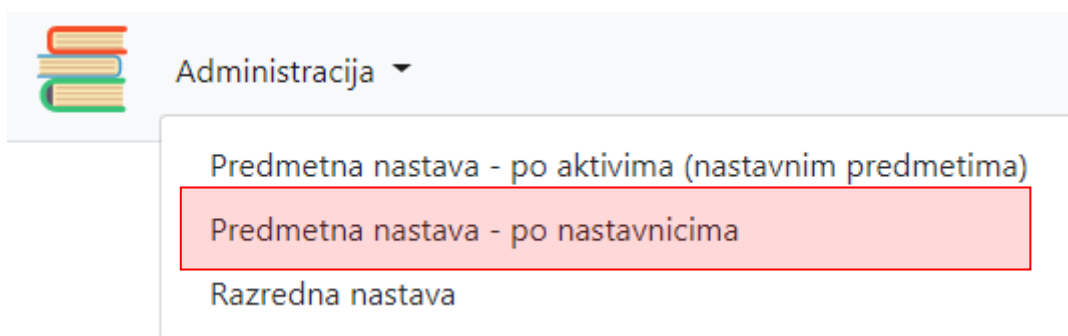 Administracija
Predmetna nastava - po aktivima (nastavnim predmetima)
Predmetna nastava - po nastavnicima
Razredna nastava